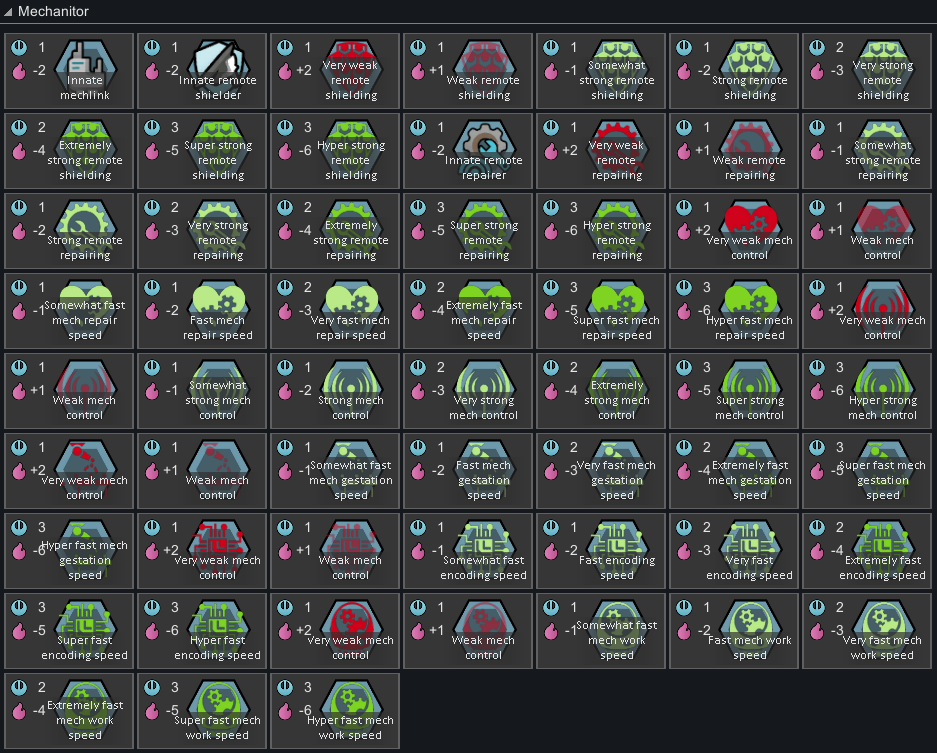 Mechanitor
1
-2
Innate
mechlink
1
-2
Innate remote
shielder
1
+2
Very weak
remote
shielding
1
+1
Weak remote
shielding
1
-1
Somewhat
strong remote
shielding
1
-2
Strong remote
shielding
2
-3
Very strong
remote
shielding
2
-4
Extremely
strong remote
shielding
3
-5
Super strong
remote
shielding
3
-6
Hyper strong
remote
shielding
1
-2
Innate remote
repairer
1
+2
Very weak
remote
repairing
1
+1
Weak remote
repairing
1
-1
Somewhat
strong remote
repairing
1
-2
Strong remote
repairing
2
-3
Very strong
remote
repairing
2
-4
Extremely
strong remote
repairing
3
-5
Super strong
remote
repairing
3
-6
Hyper strong
remote
repairing
1
+2
Very weak mech
control
1
+1
Weak mech
control
1
-1
Somewhat fast
mech repair
speed
1
-2
Fast mech
repair speed
2
-3
Very fast mech
repair speed
2
-4
Extremely fast
mech repair
speed
3
-5
Super fast mech
repair speed
3
-6
Hyper fast mech
repair speed
1
+2
Very weak mech
control
1
+1
Weak mech
control
1
-1
Somewhat
strong mech
control
1
-2
Strong mech
control
2
-3
Very strong
mech control
2
-4
Extremely
strong mech
control
3
-5
Super strong
mech control
3
-6
Hyper strong
mech control
1
+2
Very weak mech
control
1
+1
Weak mech
control
1
-1
Somewhat fast
mech gestation
speed
1
-2
Fast mech
gestation
speed
2
-3
Very fast mech
gestation
speed
2
-4
Extremely fast
mech gestation
speed
3
-5
Super fast mech
gestation
speed
3
-6
Hyper fast mech
gestation
speed
1
+2
Very weak mech
control
1
+1
Weak mech
control
1
-1
Somewhat fast
encoding speed
1
-2
Fast encoding
speed
2
-3
Very fast
encoding speed
2
-4
Extremely fast
encoding speed
3
-5
Super fast
encoding speed
3
-6
Hyper fast
encoding speed
1
+2
Very weak mech
control
1
+1
Weak mech
control
1
-1
Somewhat fast
mech work
speed
1
-2
Fast mech work
speed
2
-3
Very fast mech
work speed
2
-4
Extremely fast
mech work
speed
3
-5
Super fast mech
work speed
3
-6
Hyper fast mech
work speed